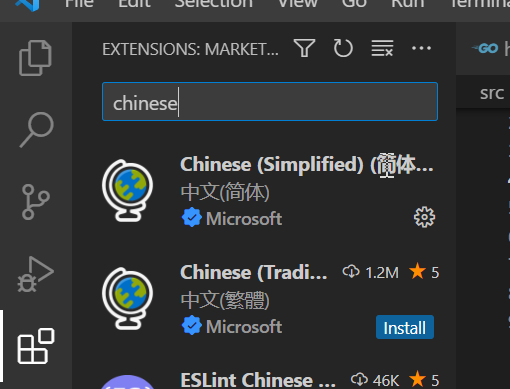 File Edit Selection View Go Run Terminal
EXTENSIONS: MARKET...
chinese
Chinese (Simplified) (简体...
中文(简体)
Microsoft
Chinese (Tradi... 1.2M 5
中文(繁體)
Microsoft
Install
ESLint Chinese ... 46K 5
GO
src